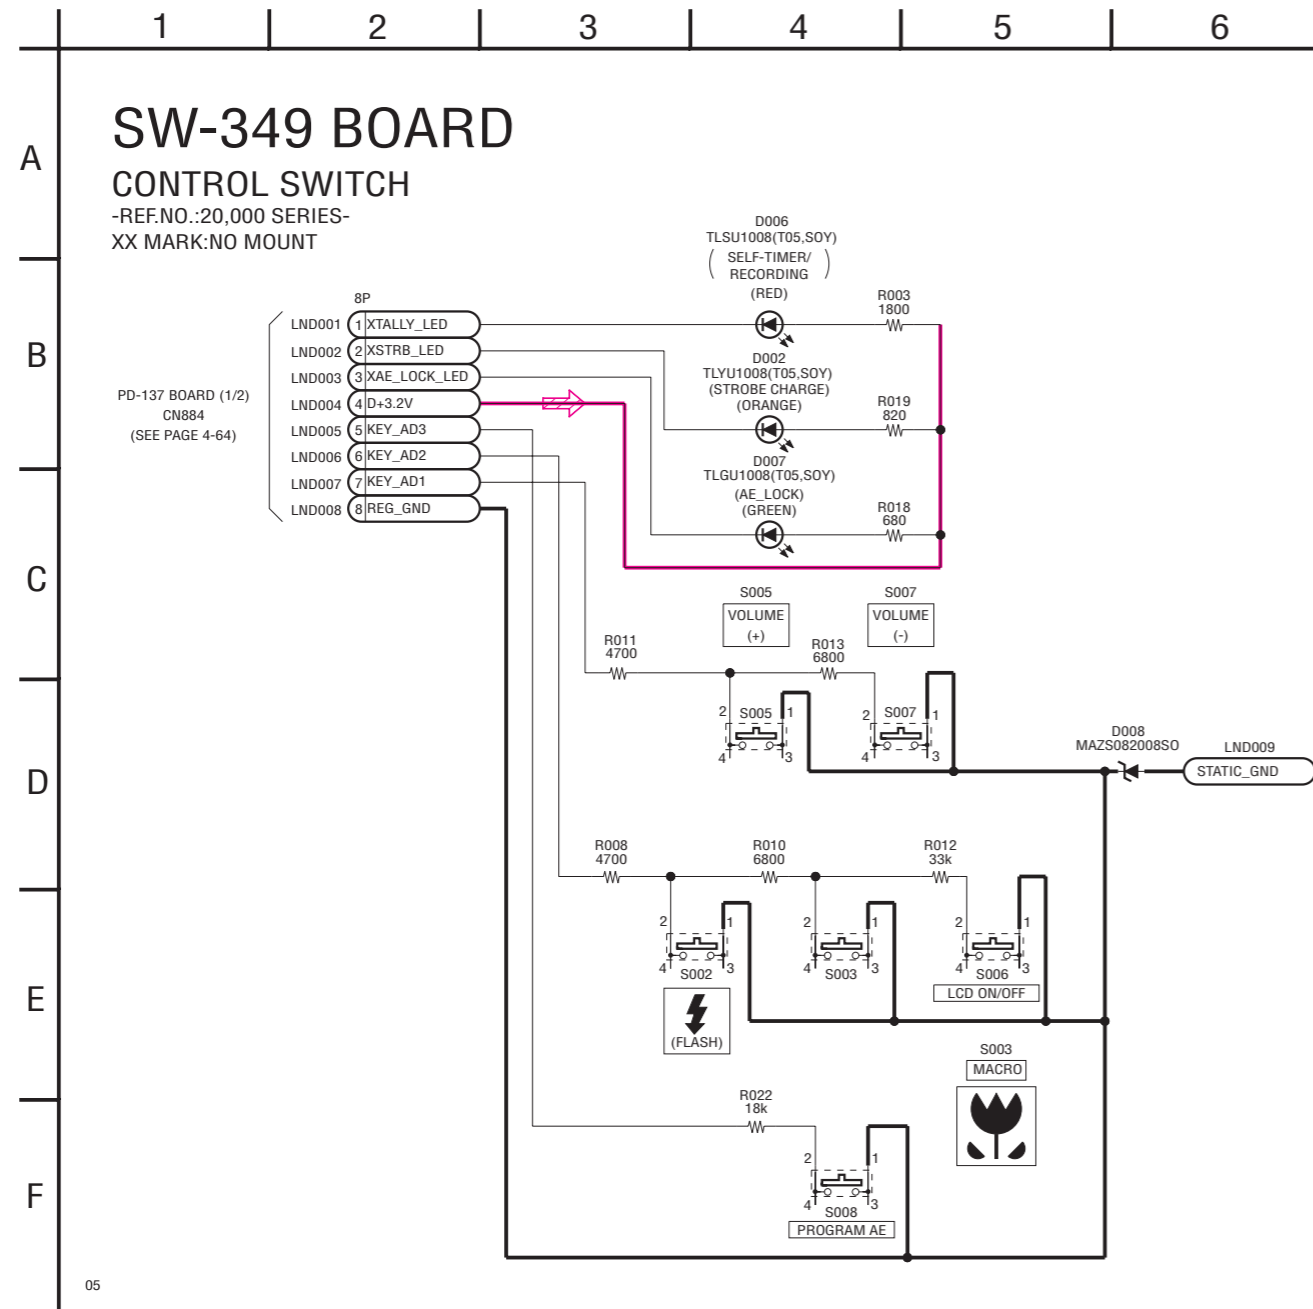 1 2 3 4 5 6
A
SW-349 BOARD
CONTROL SWITCH
-REF.NO.:20,000 SERIES-
XX MARK:NO MOUNT
D006
TLSU1008(T05,SOY)
( SELF-TIMER/
RECORDING )
(RED)
R003
1800
B
8P
LND001 1 XTALLY_LED
LND002 2 XSTRB_LED
LND003 3 XAE_LOCK_LED
LND004 4 D+3.2V
LND005 5 KEY_AD3
LND006 6 KEY_AD2
LND007 7 KEY_AD1
LND008 8 REG_GND
PD-137 BOARD (1/2)
CN884
(SEE PAGE 4-64)
D002
TLYU1008(T05,SOY)
(STROBE CHARGE)
(ORANGE)
R019
820
D007
TLGU1008(T05,SOY)
(AE_LOCK)
(GREEN)
R018
680
C
S005
VOLUME
(+)
S007
VOLUME
(-)
R011
4700
R013
6800
2 S005 1
4 3
2 S007 1
4 3
D
D008
MAZS082008SO
LND009
STATIC_GND
R008
4700
R010
6800
R012
33k
E
2 1
4 3
S002
(FLASH)
2 1
4 3
S003
2 1
4 3
S006
LCD ON/OFF
S003
MACRO
F
R022
18k
2 1
4 3
S008
PROGRAM AE
05